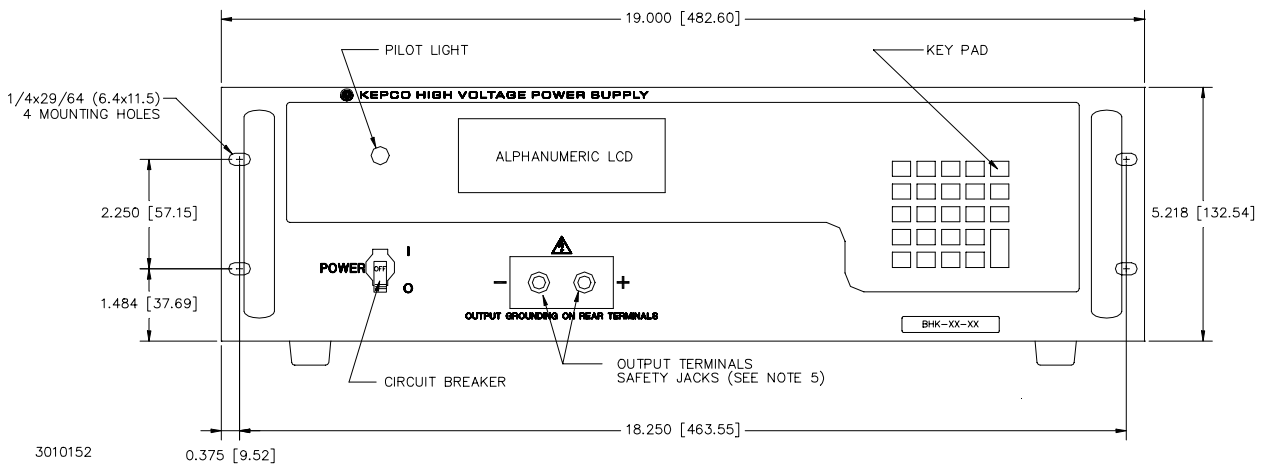 19.000 [482.60]
PILOT LIGHT
KEY PAD
1/4x29/64 (6.4x11.5)
4 MOUNTING HOLES
KEPCO HIGH VOLTAGE POWER SUPPLY
ALPHANUMERIC LCD
2.250 [57.15]
5.218 [132.54]
I
POWER
OFF
O
- +
1.484 [37.69]
OUTPUT GROUNDING ON REAR TERMINALS
BHK-XX-XX
OUTPUT TERMINALS
SAFETY JACKS (SEE NOTE 5)
CIRCUIT BREAKER
18.250 [463.55]
3010152
0.375 [9.52]